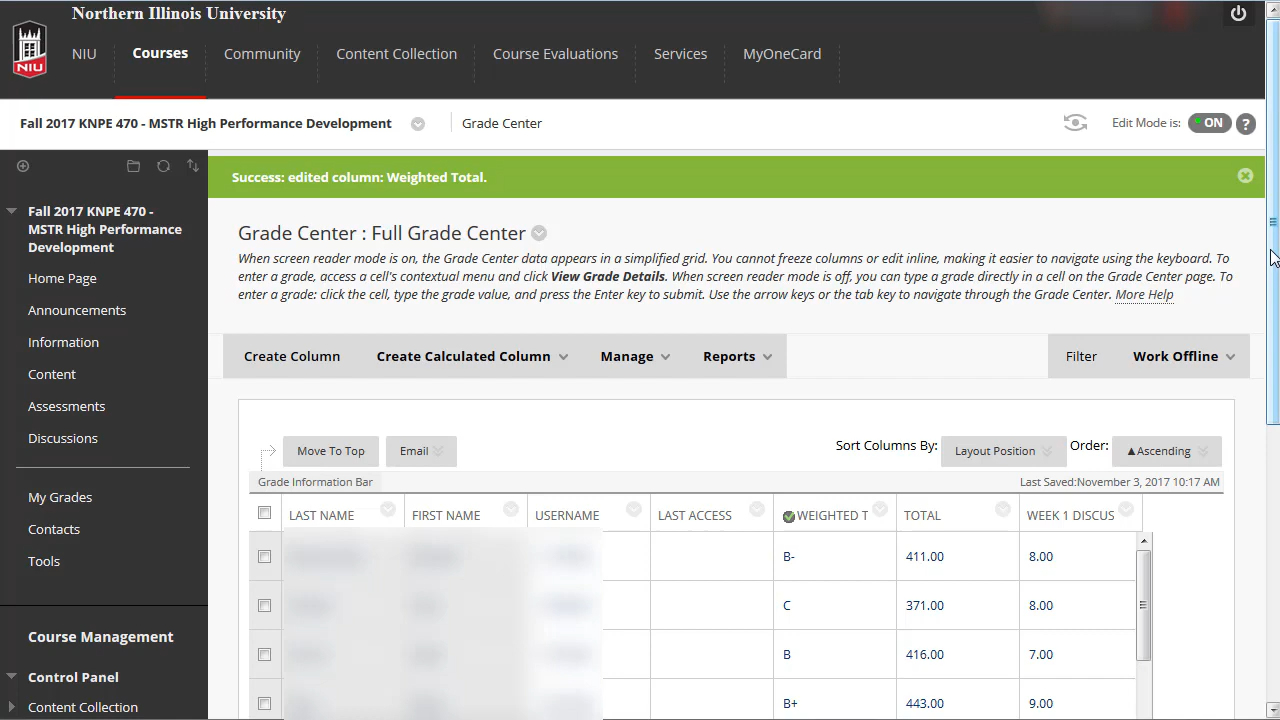 Northern Illinois University
NIU
NIU
Courses
Community
Content Collection
Course Evaluations
Services
MyOneCard
Fall 2017 KNPE 470 - MSTR High Performance Development
Grade Center
Edit Mode is:
ON
?
Success: edited column: Weighted Total.
Fall 2017 KNPE 470 -
MSTR High Performance
Development
Home Page
Announcements
Information
Content
Assessments
Discussions
My Grades
Contacts
Tools
Course Management
Control Panel
Content Collection
Grade Center : Full Grade Center
When screen reader mode is on, the Grade Center data appears in a simplified grid. You cannot freeze columns or edit inline, making it easier to navigate using the keyboard. To
enter a grade, access a cell's contextual menu and click View Grade Details. When screen reader mode is off, you can type a grade directly in a cell on the Grade Center page. To
enter a grade: click the cell, type the grade value, and press the Enter key to submit. Use the arrow keys or the tab key to navigate through the Grade Center. More Help
Create Column
Create Calculated Column
Manage
Reports
Filter
Work Offline
Move To Top
Email
Sort Columns By:
Layout Position
Order:
▲Ascending
Grade Information Bar
Last Saved:November 3, 2017 10:17 AM
LAST NAME FIRST NAME USERNAME LAST ACCESS WEIGHTED T TOTAL WEEK 1 DISCUS
B- 411.00 8.00
C 371.00 8.00
B 416.00 7.00
B+ 443.00 9.00